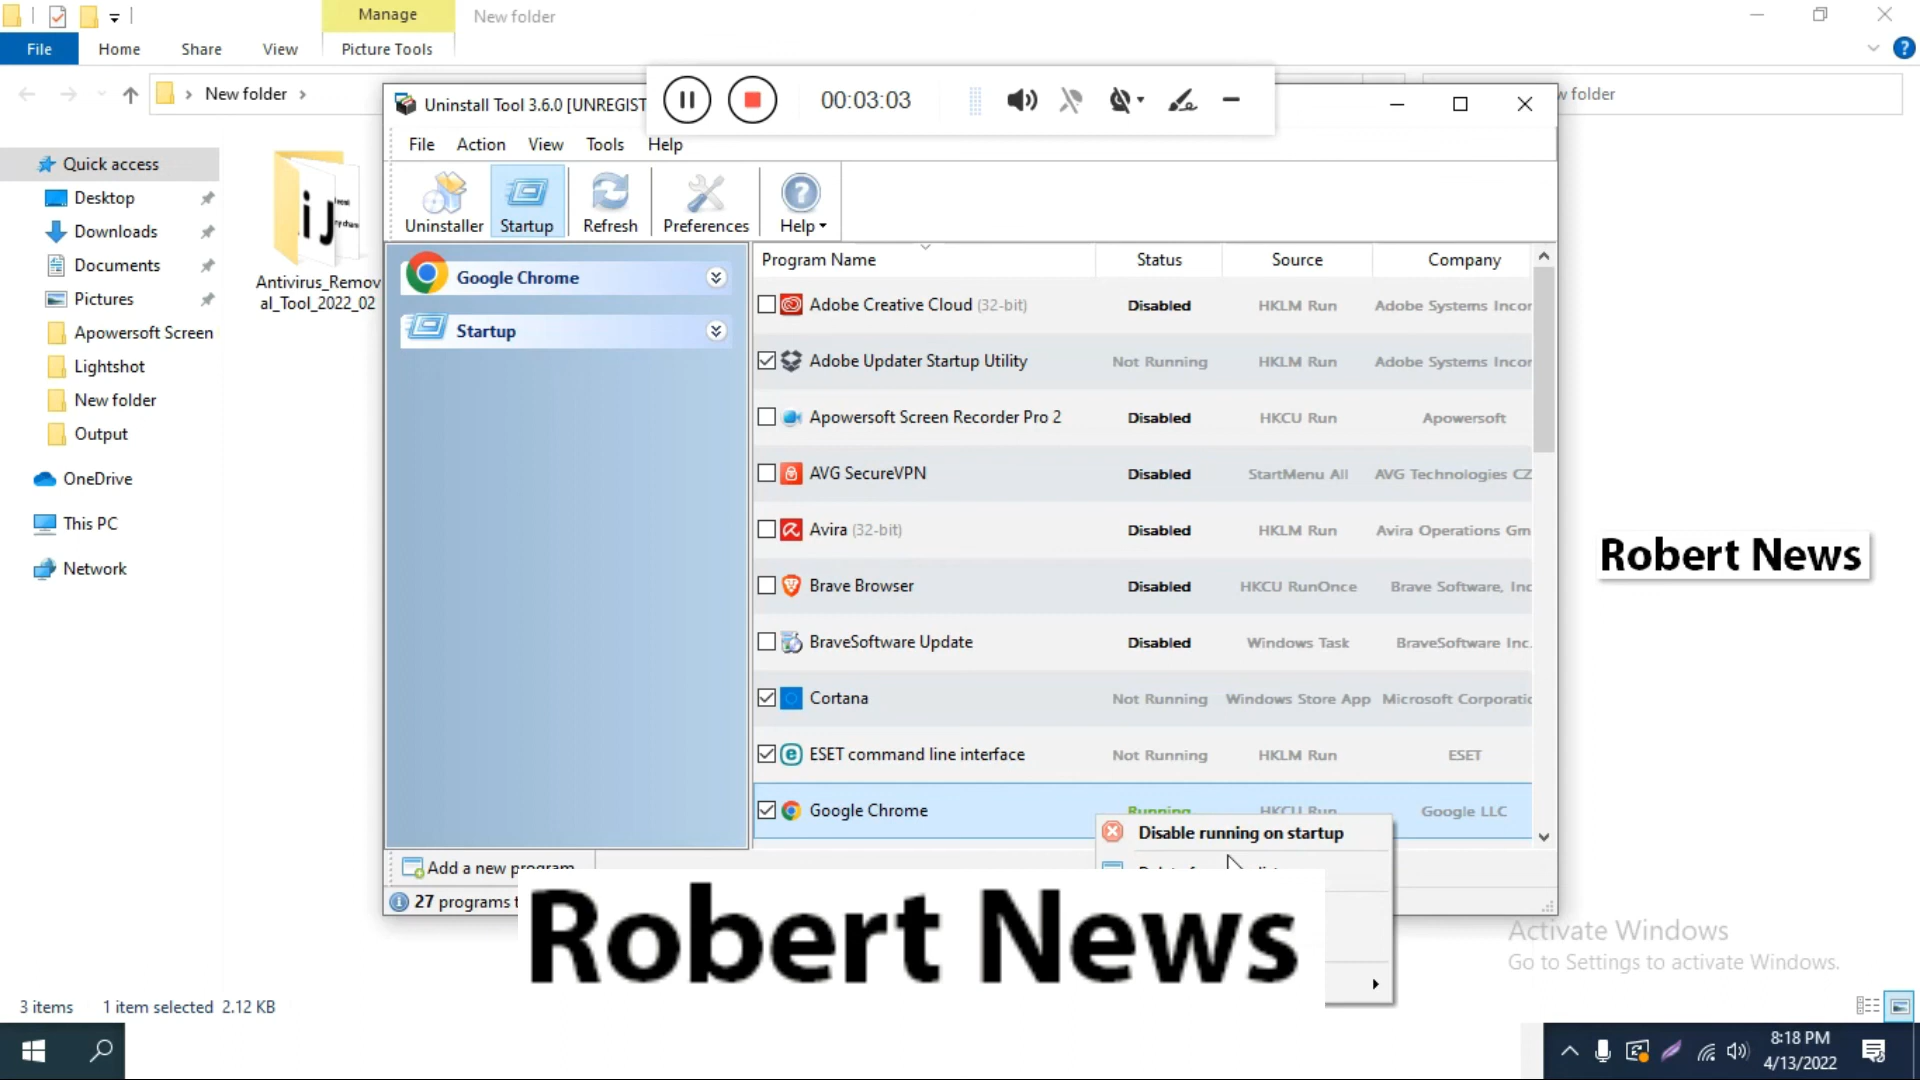 Manage
New folder
File
Home
Share
View
Picture Tools
New folder
w folder
Uninstall Tool 3.6.0 [UNREGIST
00:03:03
File
Action
View
Tools
Help
Uninstaller
Startup
Refresh
Preferences
Help
Quick access
Desktop
Downloads
Documents
Pictures
Apowersoft Screen
Lightshot
New folder
Output
OneDrive
This PC
Network
Antivirus_Remov
al_Tool_2022_02
Google Chrome
Startup
Program Name Status Source Company
Adobe Creative Cloud (32-bit) Disabled HKLM Run Adobe Systems Incor
Adobe Updater Startup Utility Not Running HKLM Run Adobe Systems Incor
Apowersoft Screen Recorder Pro 2 Disabled HKCU Run Apowersoft
AVG SecureVPN Disabled StartMenu All AVG Technologies CZ
Avira (32-bit) Disabled HKLM Run Avira Operations Gm
Brave Browser Disabled HKCU RunOnce Brave Software, Inc
BraveSoftware Update Disabled Windows Task BraveSoftware Inc.
Cortana Not Running Windows Store App Microsoft Corporatic
ESET command line interface Not Running HKLM Run ESET
Google Chrome Running HKCU Run Google LLC
Disable running on startup
Add a new program
27 programs t
Robert News
Robert News
Activate Windows
Go to Settings to activate Windows.
3 items
1 item selected 2.12 KB
8:18 PM
4/13/2022